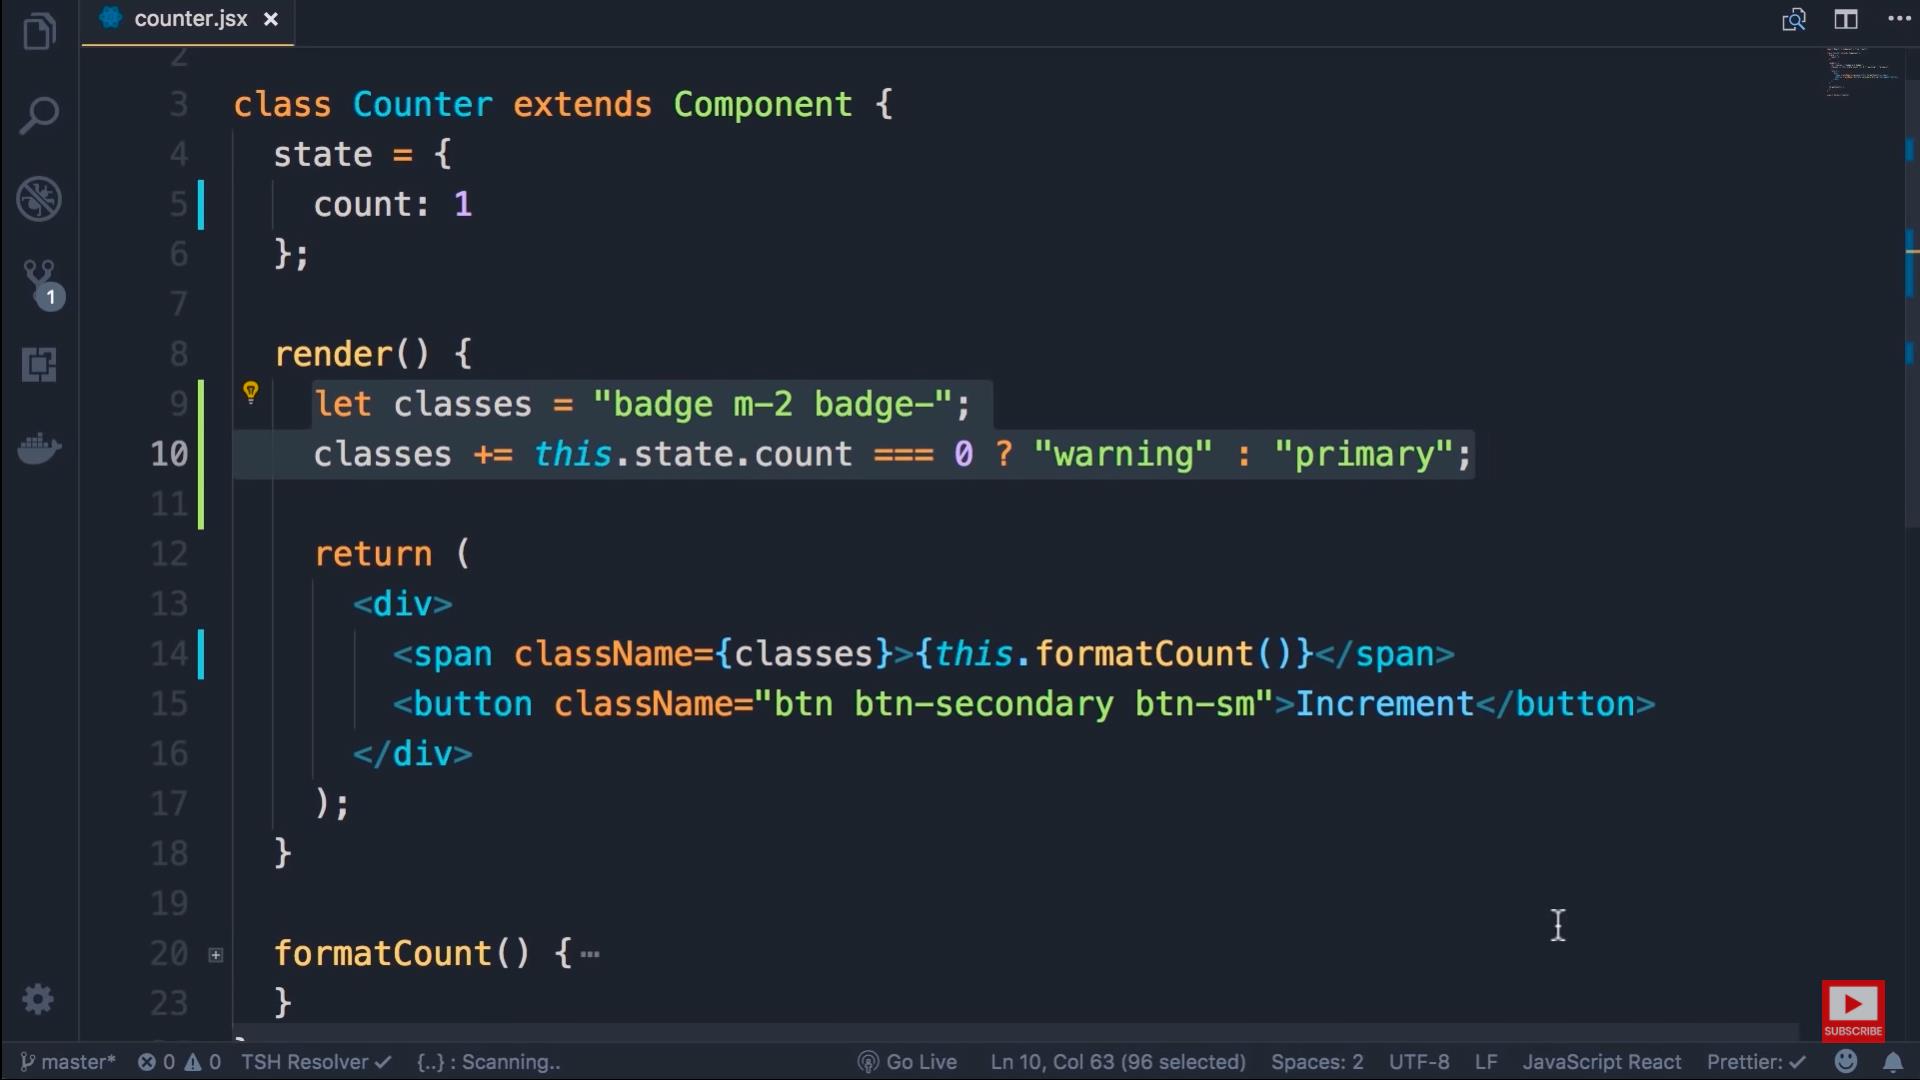 counter.jsx ×
2
3 class Counter extends Component {
4 state = {
5 count: 1
6 };
7
8 render() {
9 let classes = "badge m-2 badge-";
10 classes += this.state.count === 0 ? "warning" : "primary";
11
12 return (
13 <div>
14 <span className={classes}>{this.formatCount()}</span>
15 <button className="btn btn-secondary btn-sm">Increment</button>
16 </div>
17 );
18 }
19
20 formatCount() {…
23 }
1
SUBSCRIBE
master* 0 0 TSH Resolver ✓ {..} : Scanning.. Go Live Ln 10, Col 63 (96 selected) Spaces: 2 UTF-8 LF JavaScript React Prettier: ✓